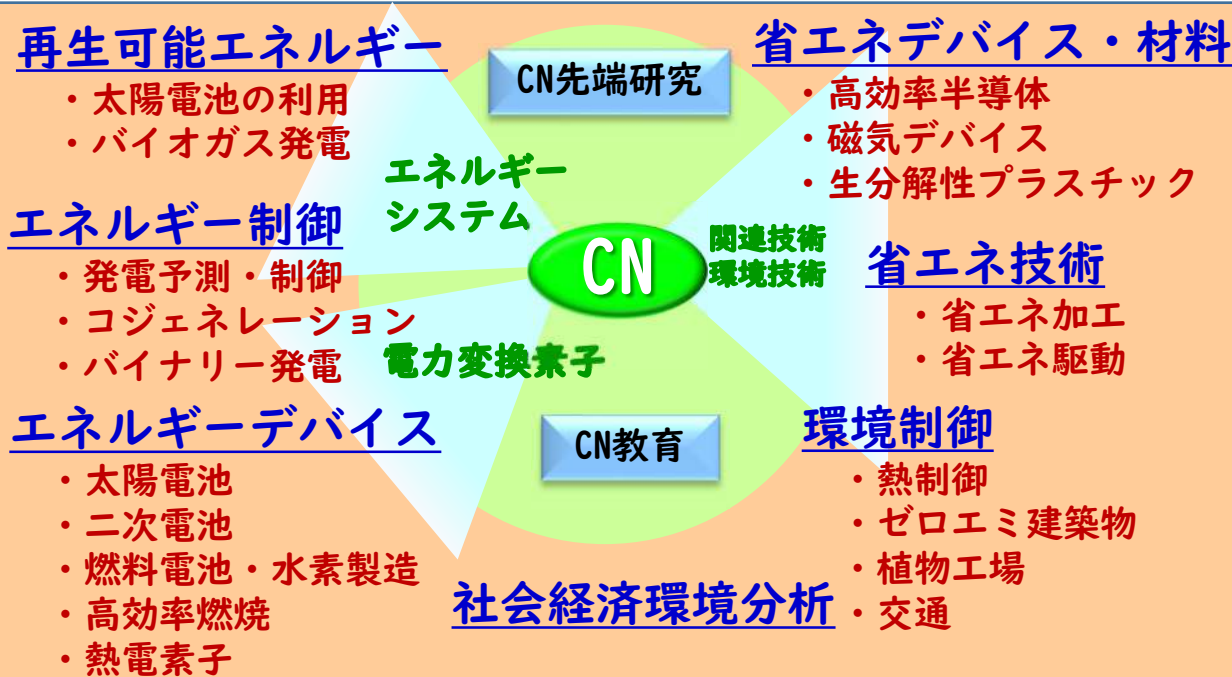 再生可能エネルギー
・太陽電池の利用
・バイオガス発電
エネルギー制御
・発電予測・制御
・コジェネレーション
・バイナリー発電
エネルギーデバイス
・太陽電池
・二次電池
・燃料電池・水素製造
・高効率燃焼
・熱電素子
CN先端研究
エネルギー
システム
CN
関連技術
環境技術
電力変換素子
CN教育
社会経済環境分析
省エネデバイス・材料
・高効率半導体
・磁気デバイス
・生分解性プラスチック
省エネ技術
・省エネ加工
・省エネ駆動
環境制御
・熱制御
・ゼロエミ建築物
・植物工場
・交通